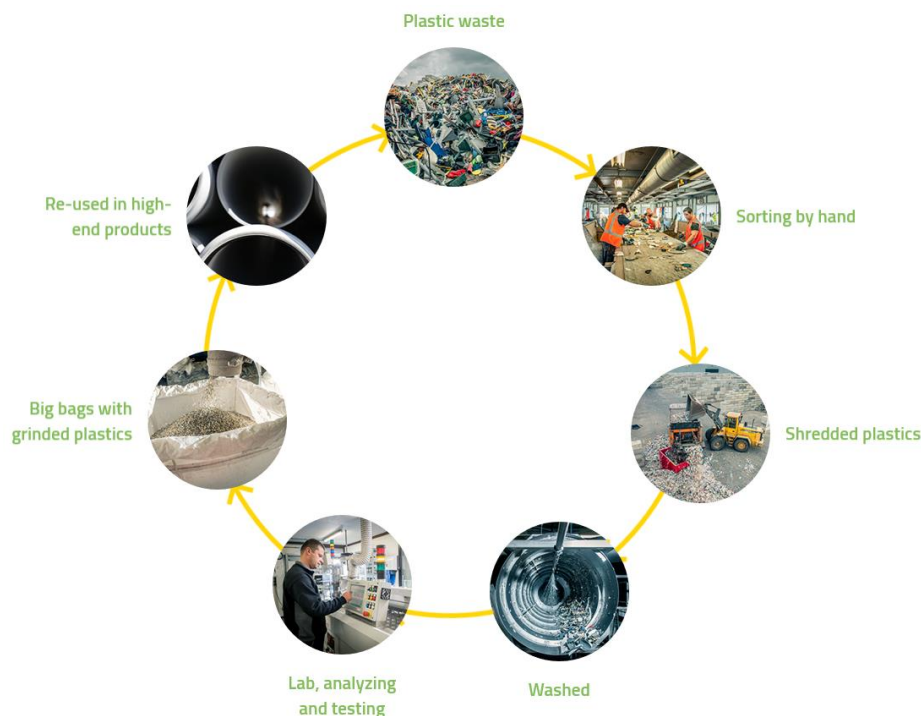 Plastic waste
Sorting by hand
Shredded plastics
Washed
Lab, analyzing
and testing
Big bags with
grinded plastics
Re-used in high-
end products